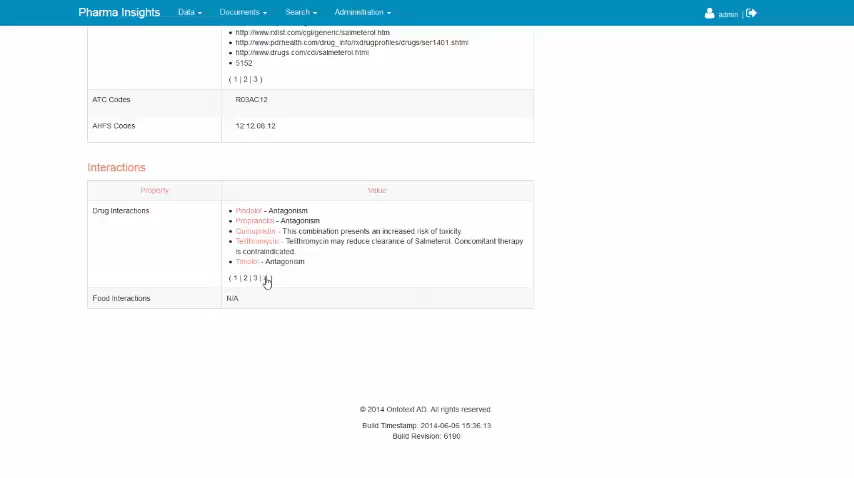 Pharma Insights Data Documents Search Administration admin |
• http://www.rxlist.com/cgi/generic/salmeterol.htm
• http://www.pdrhealth.com/drug_info/rxdrugprofiles/drugs/ser1401.shtml
• http://www.drugs.com/cdi/salmeterol.html
• 5152
( 1 | 2 | 3 )
ATC Codes R03AC12
AHFS Codes 12:12.08.12
Interactions
Property Value
Drug Interactions • Pindolol - Antagonism
• Propranolol - Antagonism
• Quinupristin - This combination presents an increased risk of toxicity
• Telithromycin - Telithromycin may reduce clearance of Salmeterol. Concomitant therapy
is contraindicated.
• Timolol - Antagonism
( 1 | 2 | 3 | )
Food Interactions N/A
© 2014 Ontotext AD. All rights reserved.
Build Timestamp: 2014-06-06 15:36:13
Build Revision: 6190